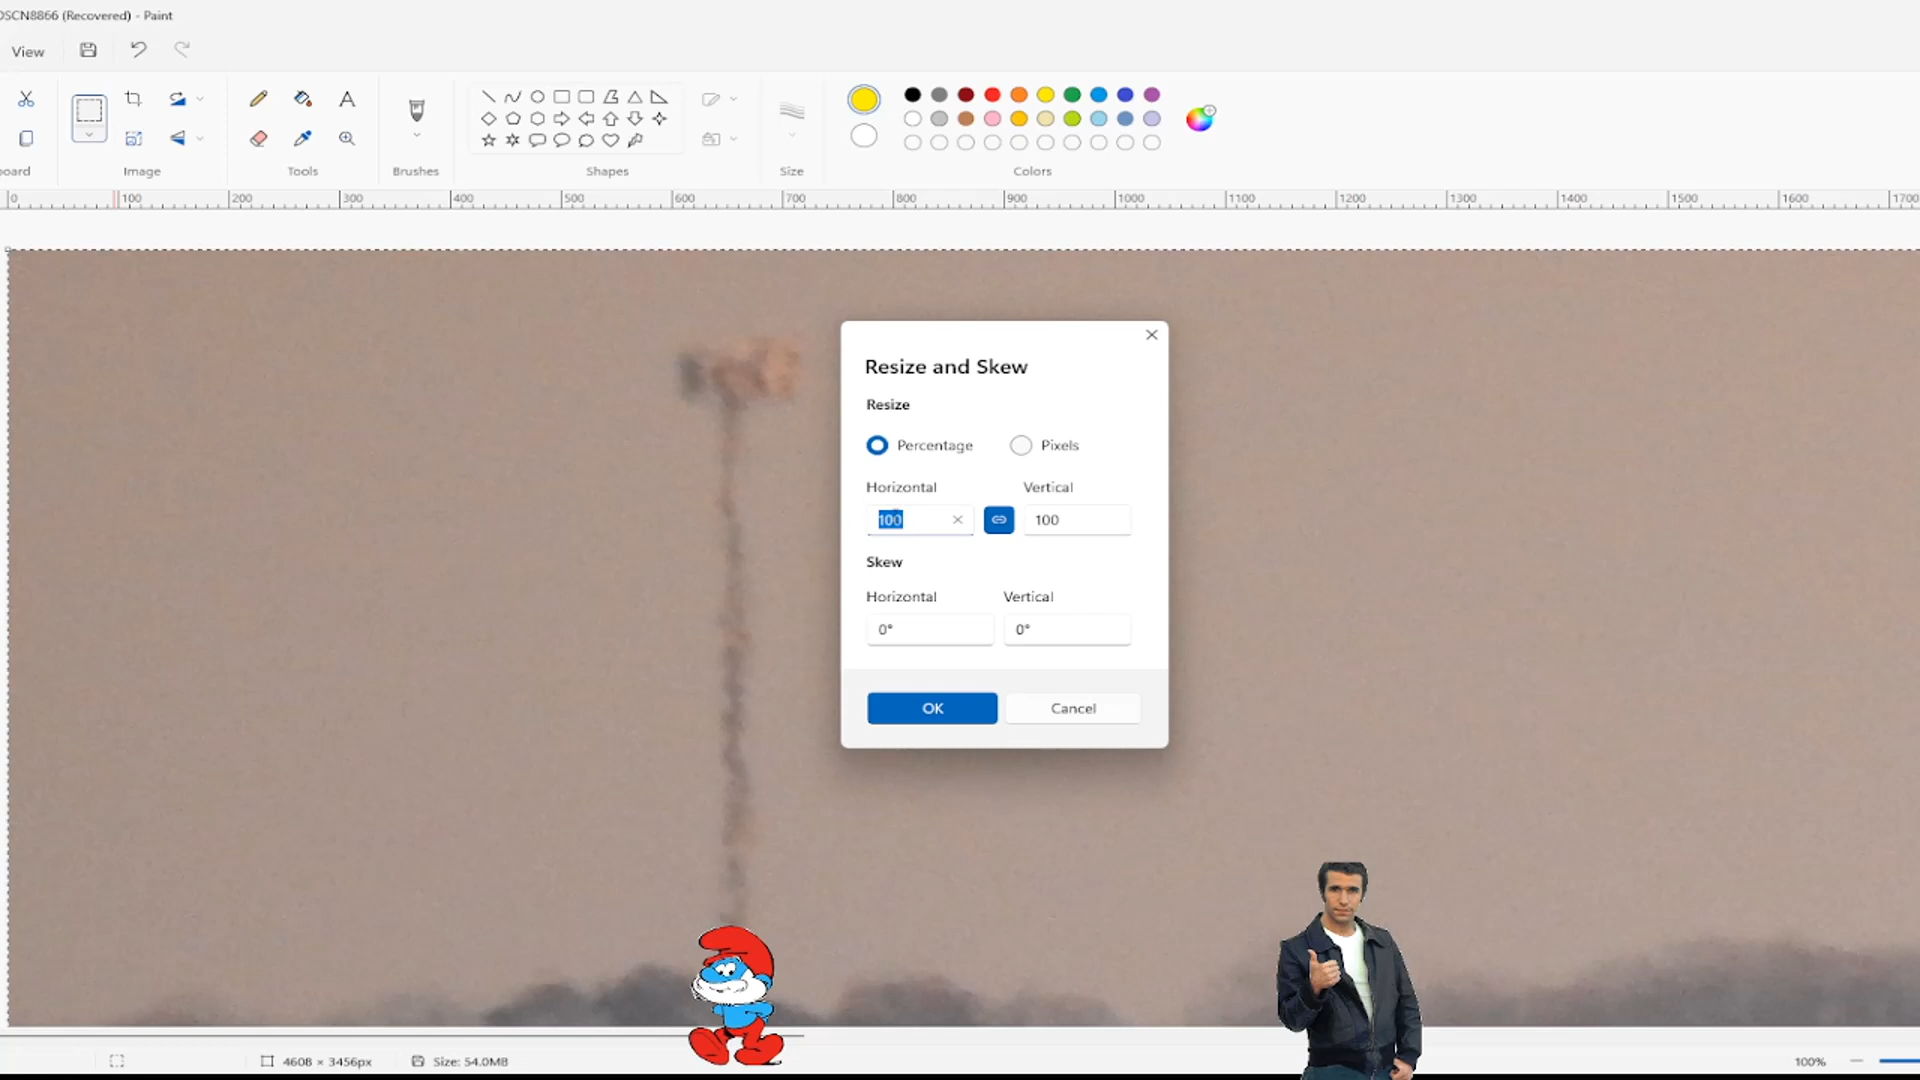 DSCN8866 (Recovered) - Paint
View
Image
Tools
Brushes
Shapes
Size
Colors
0 100 200 300 400 500 600 700 800 900 1000 1100 1200 1300 1400 1500 1600 1700
Resize and Skew
Resize
Percentage Pixels
Horizontal Vertical
100 100
Skew
Horizontal Vertical
0° 0°
OK Cancel
4608 × 3456px Size: 54.0MB 100%